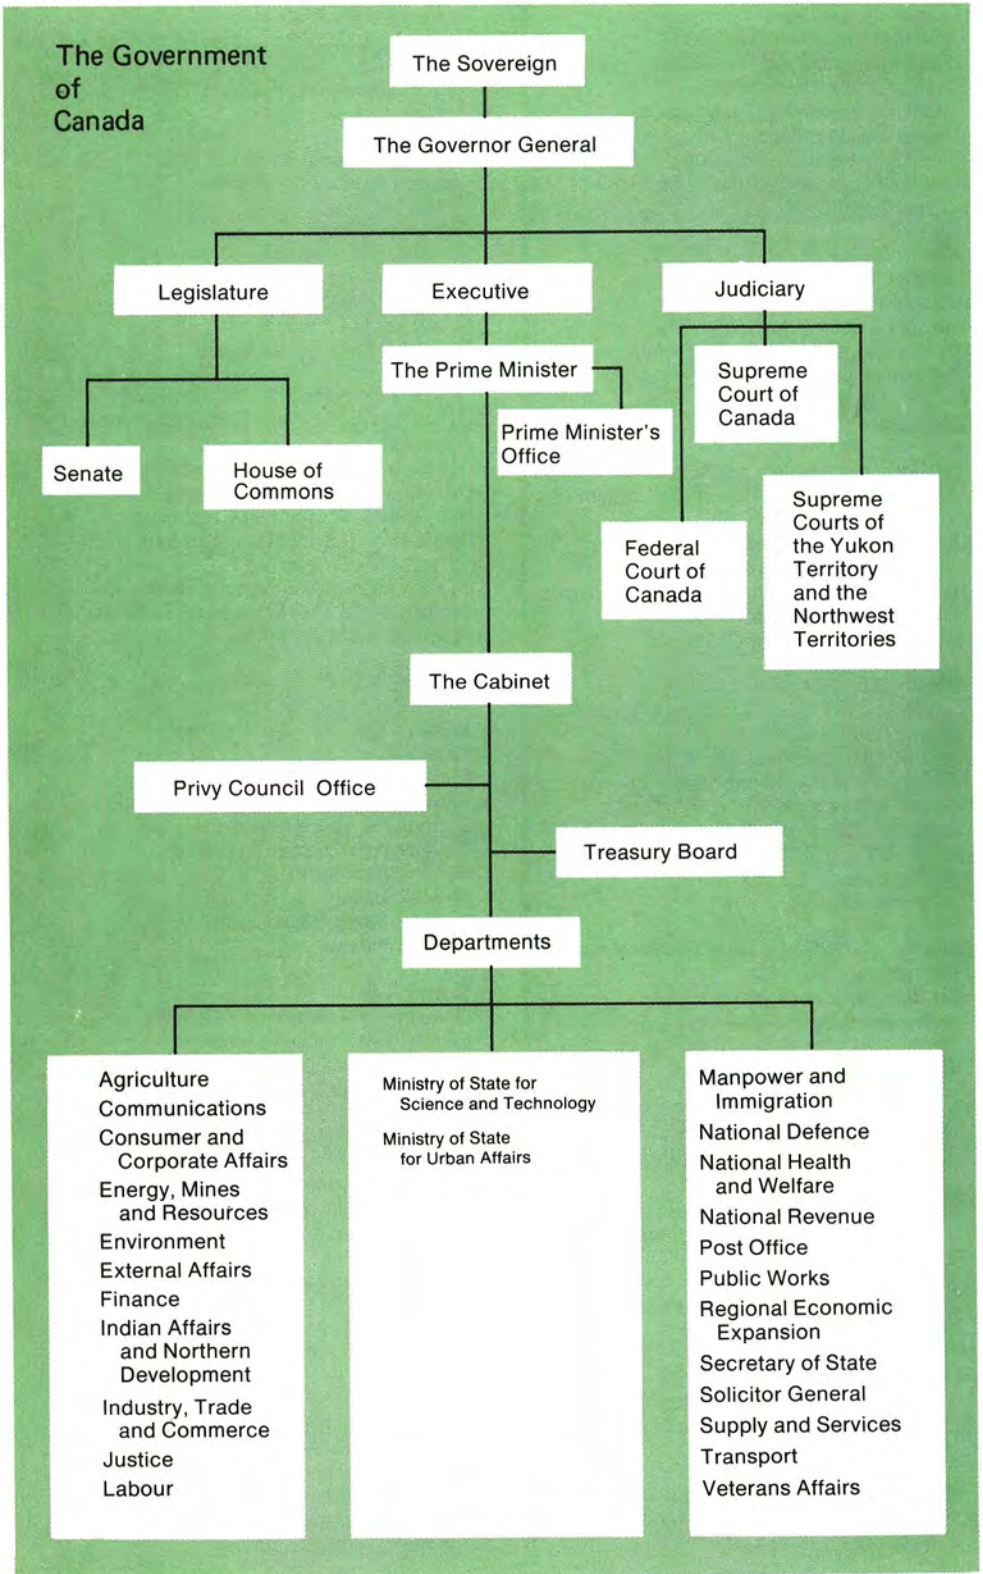 The Government
of
Canada
The Sovereign
The Governor General
Legislature
Executive
Judiciary
The Prime Minister
Prime Minister's
Office
Supreme
Court of
Canada
Senate
House of
Commons
Federal
Court of
Canada
Supreme
Courts of
the Yukon
Territory
and the
Northwest
Territories
The Cabinet
Privy Council Office
Treasury Board
Departments
Agriculture
Communications
Consumer and
Corporate Affairs
Energy, Mines
and Resources
Environment
External Affairs
Finance
Indian Affairs
and Northern
Development
Industry, Trade
and Commerce
Justice
Labour
Ministry of State for
Science and Technology
Ministry of State
for Urban Affairs
Manpower and
Immigration
National Defence
National Health
and Welfare
National Revenue
Post Office
Public Works
Regional Economic
Expansion
Secretary of State
Solicitor General
Supply and Services
Transport
Veterans Affairs